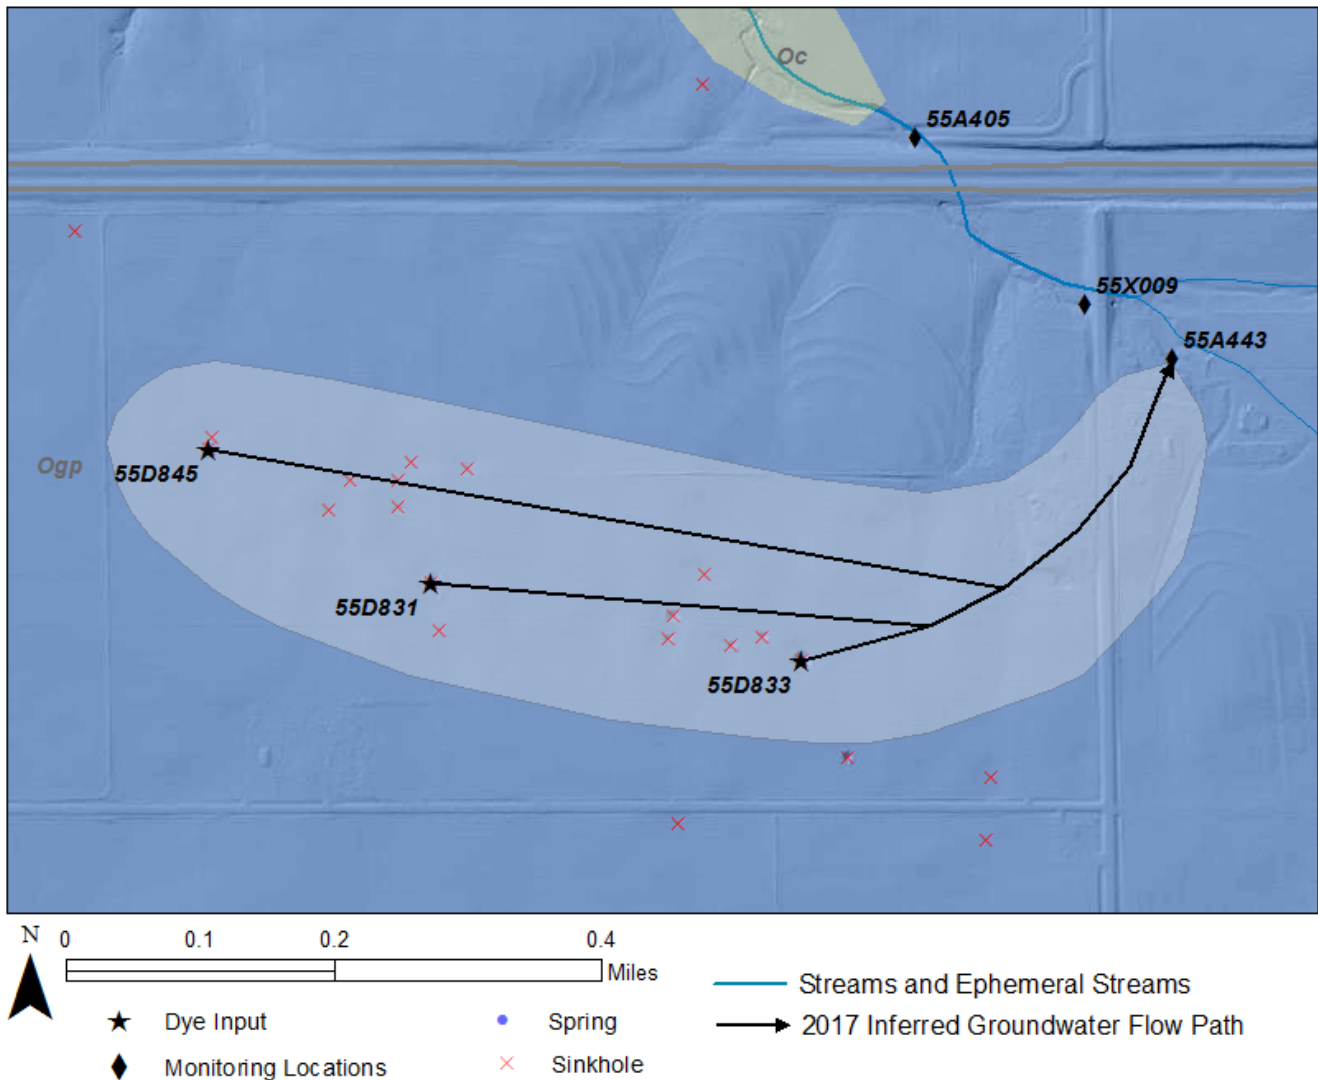 Oc
55A405
55X009
55A443
Ogp
55D845
55D831
55D833
N 0 0.1 0.2 0.4
Miles
Streams and Ephemeral Streams
Dye Input Spring 2017 Inferred Groundwater Flow Path
Monitoring Locations Sinkhole